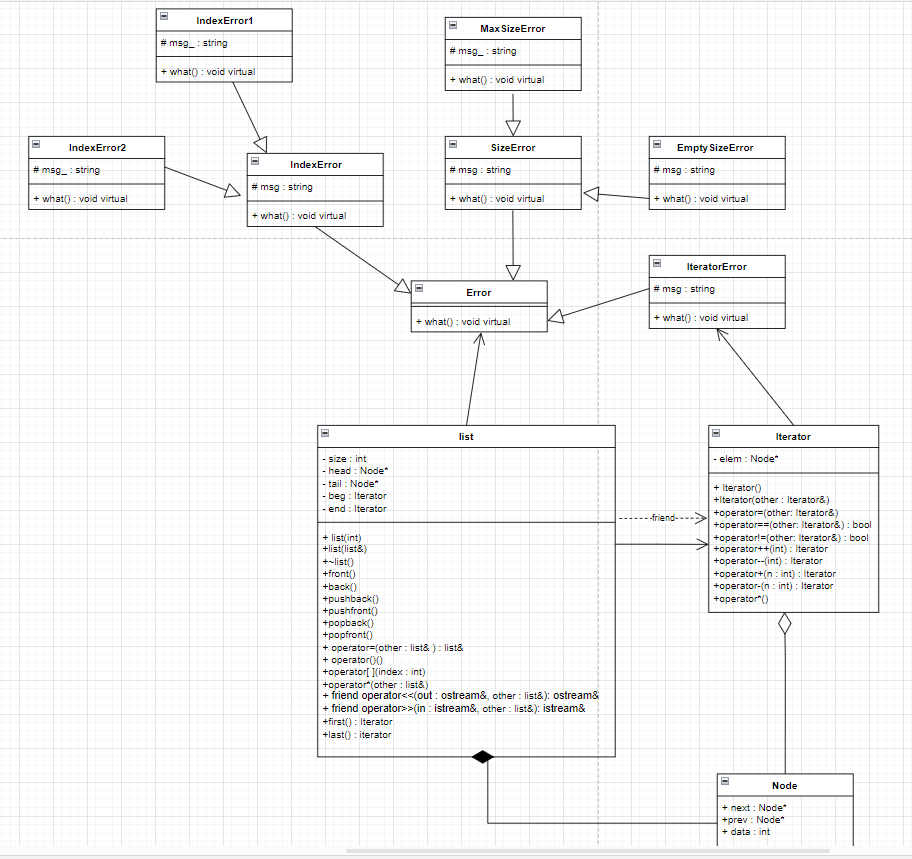 IndexError1
# msg_ : string
+ what() : void virtual
MaxSizeError
# msg_ : string
+ what() : void virtual
IndexError2
# msg_ : string
+ what() : void virtual
IndexError
# msg : string
+ what() : void virtual
SizeError
# msg : string
+ what() : void virtual
EmptySizeError
# msg : string
+ what() : void virtual
Error
+ what() : void virtual
IteratorError
# msg : string
+ what() : void virtual
list
- size : int
- head : Node*
- tail : Node*
- beg : Iterator
- end : Iterator
+ list(int)
+list(list&)
+~list()
+front()
+back()
+pushback()
+pushfront()
+popback()
+popfront()
+ operator=(other : list& ) : list&
+ operator()()
+operator[ ](index : int)
+operator*(other : list&)
+ friend operator<<(out : ostream&, other : list&): ostream&
+ friend operator>>(in : istream&, other : list&): istream&
+first() : Iterator
+last() : iterator
friend
Iterator
- elem : Node*
+ Iterator()
+Iterator(other : Iterator&)
+operator=(other: Iterator&)
+operator==(other: Iterator&) : bool
+operator!=(other: Iterator&) : bool
+operator++(int) : Iterator
+operator--(int) : Iterator
+operator+(n : int) : Iterator
+operator-(n : int) : Iterator
+operator*()
Node
+ next : Node*
+prev : Node*
+ data : int